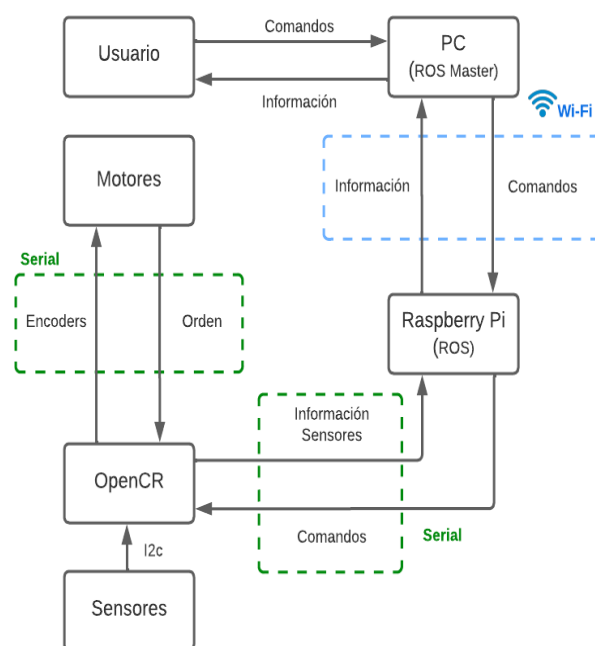 Comandos
Usuario
PC
(ROS Master)
Información
Wi-Fi
Motores
Información
Comandos
Serial
Encoders
Orden
Raspberry Pi
(ROS)
Información
Sensores
OpenCR
Comandos
Serial
I2c
Sensores